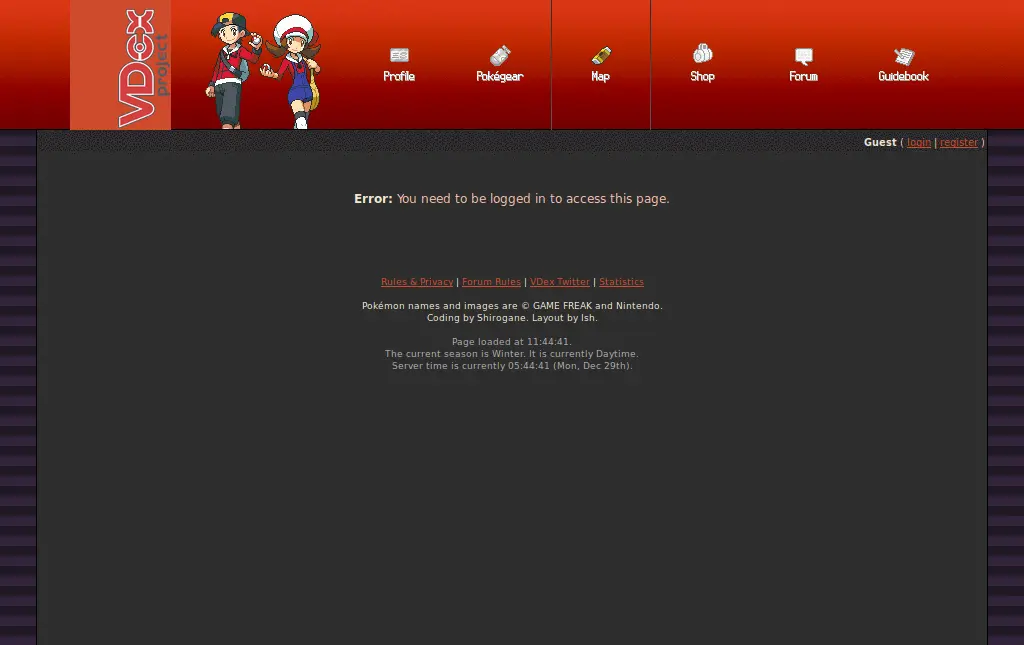 VDex project
Profile
Pokégear
Map
Shop
Forum
Guidebook
Guest ( login | register )
Error: You need to be logged in to access this page.
Rules & Privacy | Forum Rules | VDex Twitter | Statistics
Pokémon names and images are © GAME FREAK and Nintendo.
Coding by Shirogane. Layout by Ish.
Page loaded at 11:44:41.
The current season is Winter. It is currently Daytime.
Server time is currently 05:44:41 (Mon, Dec 29th).